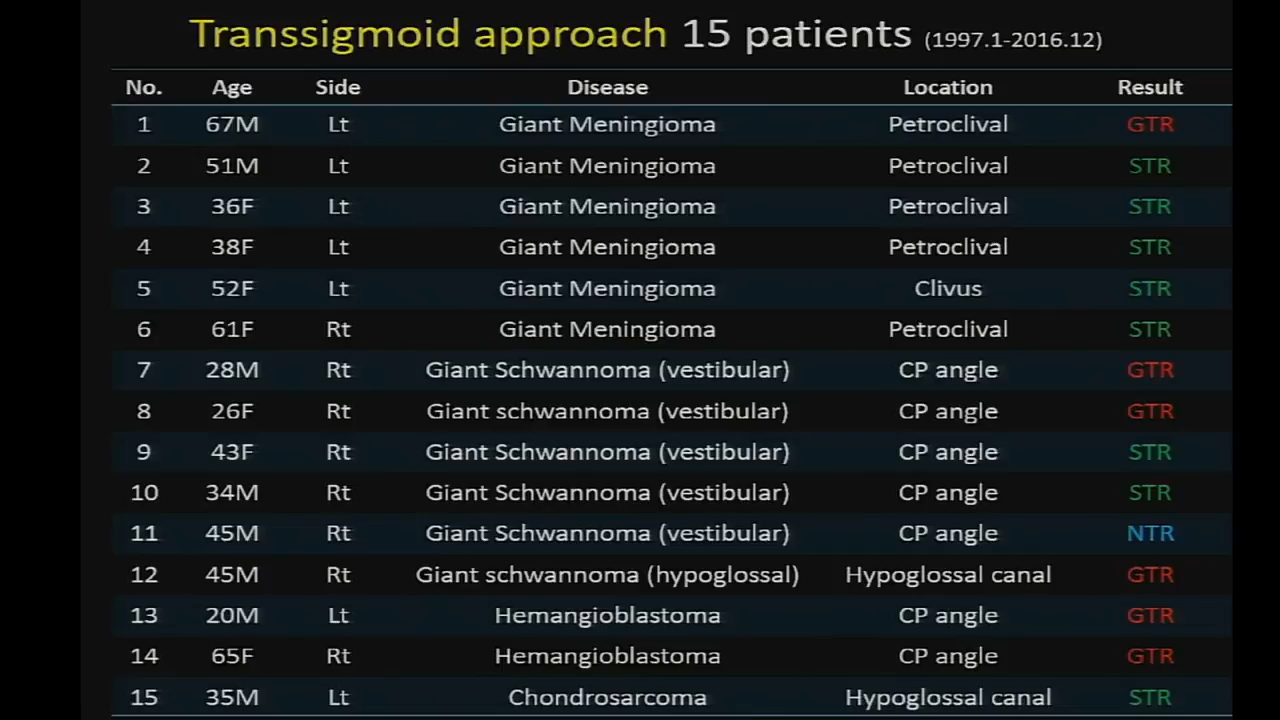 Transsigmoid approach 15 patients (1997.1-2016.12)
No. Age Side Disease Location Result
1 67M Lt Giant Meningioma Petroclival GTR
2 51M Lt Giant Meningioma Petroclival STR
3 36F Lt Giant Meningioma Petroclival STR
4 38F Lt Giant Meningioma Petroclival STR
5 52F Lt Giant Meningioma Clivus STR
6 61F Rt Giant Meningioma Petroclival STR
7 28M Rt Giant Schwannoma (vestibular) CP angle GTR
8 26F Rt Giant schwannoma (vestibular) CP angle GTR
9 43F Rt Giant Schwannoma (vestibular) CP angle STR
10 34M Rt Giant Schwannoma (vestibular) CP angle STR
11 45M Rt Giant Schwannoma (vestibular) CP angle NTR
12 45M Rt Giant schwannoma (hypoglossal) Hypoglossal canal GTR
13 20M Lt Hemangioblastoma CP angle GTR
14 65F Rt Hemangioblastoma CP angle GTR
15 35M Lt Chondrosarcoma Hypoglossal canal STR